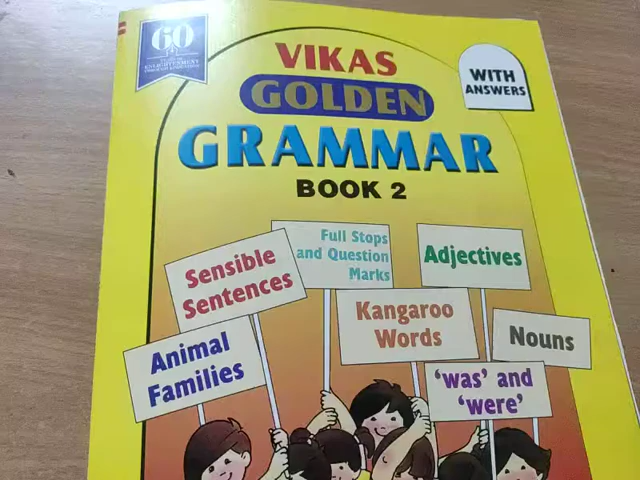 60
ENLIGHTENMENT
VIKAS
GOLDEN
GRAMMAR
BOOK 2
WITH
ANSWERS
Sensible
Sentences
Full Stops
and Question
Marks
Adjectives
Kangaroo
Words
Nouns
Animal
Families
'was' and
'were'